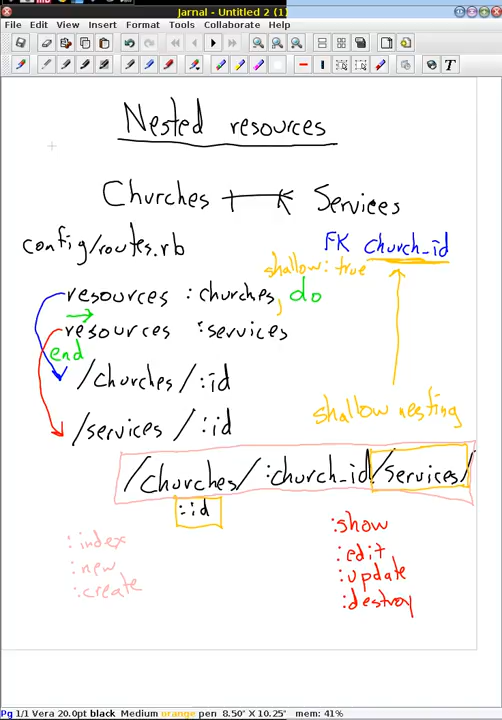 Jarnal - Untitled 2 (1)
File Edit View Insert Format Tools Collaborate Help
Nested resources
Churches Services
config/routes.rb
FK church_id
shallow: true
resources :churches, do
resources :services
end
/churches/:id
/services/:id
shallow nesting
/churches/:church_id/services/
:id
:index
:new
:create
:show
:edit
:update
:destroy
Pg 1/1 Vera 20.0pt black Medium orange pen 8.50" X 10.25" mem: 41%